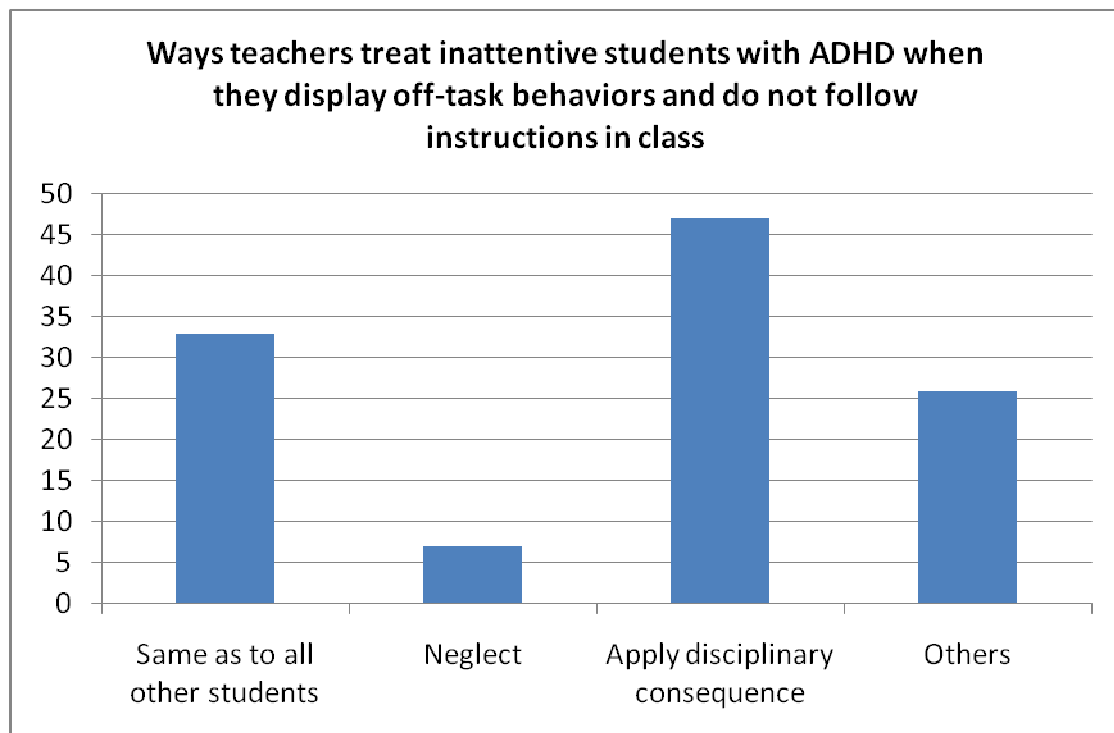 Ways teachers treat inattentive students with ADHD when
they display off-task behaviors and do not follow
instructions in class
50
45
40
35
30
25
20
15
10
5
0
Same as to all
other students
Neglect
Apply disciplinary
consequence
Others